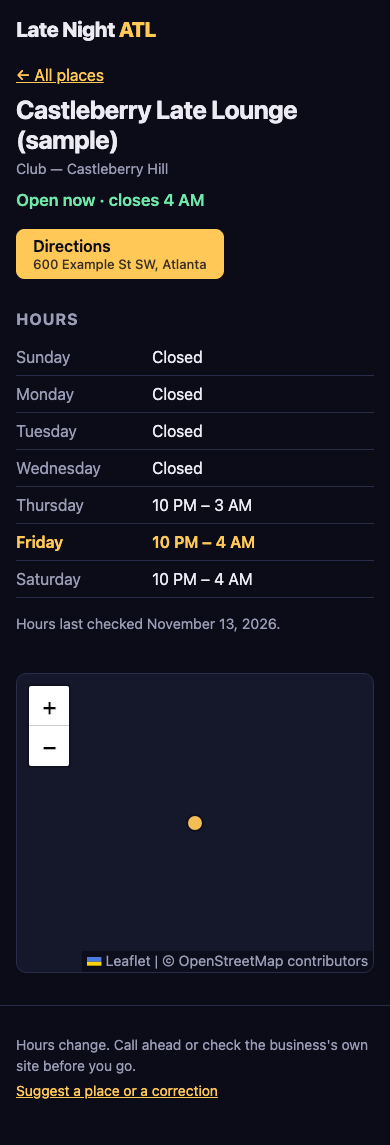 Late Night ATL
← All places
Castleberry Late Lounge
(sample)
Club — Castleberry Hill
Open now · closes 4 AM
Directions
600 Example St SW, Atlanta
HOURS
Sunday Closed
Monday Closed
Tuesday Closed
Wednesday Closed
Thursday 10 PM – 3 AM
Friday 10 PM – 4 AM
Saturday 10 PM – 4 AM
Hours last checked November 13, 2026.
+
−
Leaflet | © OpenStreetMap contributors
Hours change. Call ahead or check the business's own
site before you go.
Suggest a place or a correction